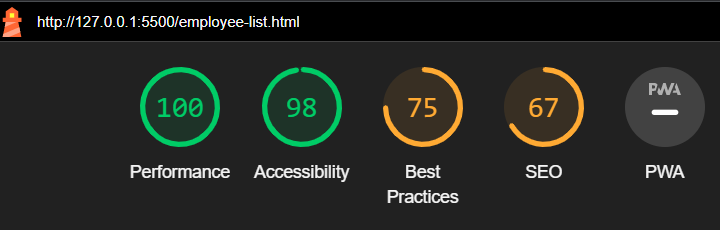 http://127.0.0.1:5500/employee-list.html
100
98
75
67
PWA
Performance
Accessibility
Best
Practices
SEO
PWA